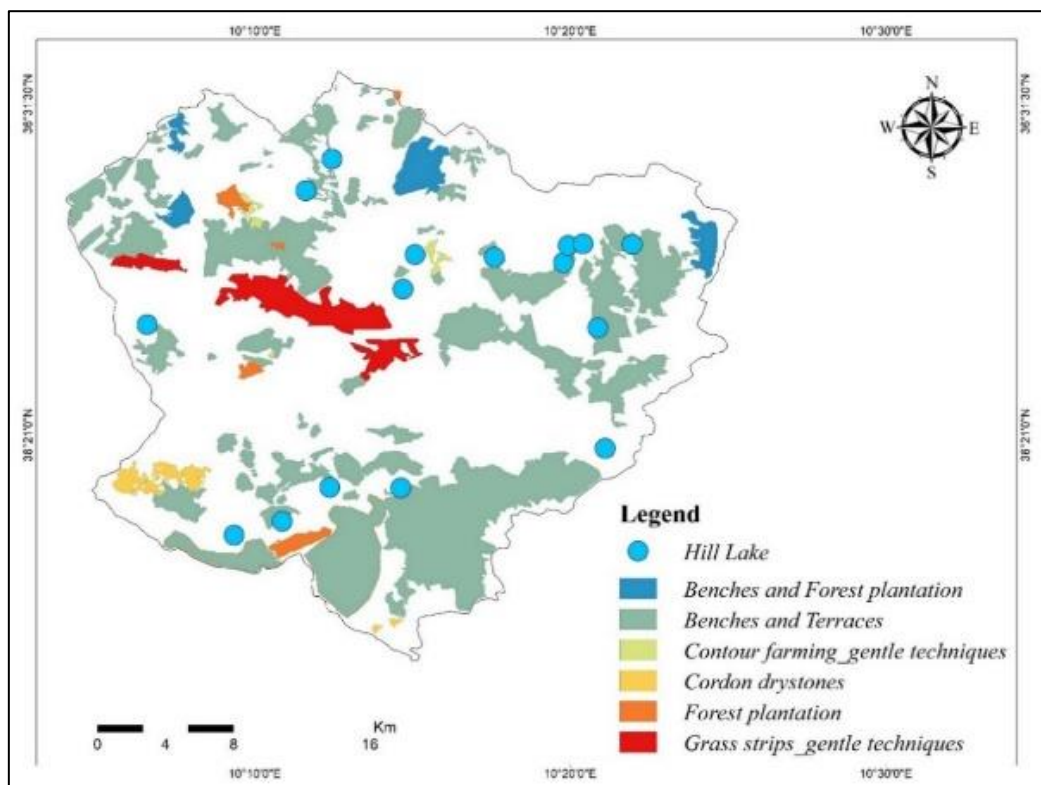 10°10'0"E 10°20'0"E 10°30'0"E
36°31'30"N 36°31'30"N
N
W E
S
36°21'0"N 36°21'0"N
Legend
Hill Lake
Benches and Forest plantation
Benches and Terraces
Contour farming_gentle techniques
Cordon drystones
Forest plantation
Grass strips_gentle techniques
Km
0 4 8 16
10°10'0"E 10°20'0"E 10°30'0"E